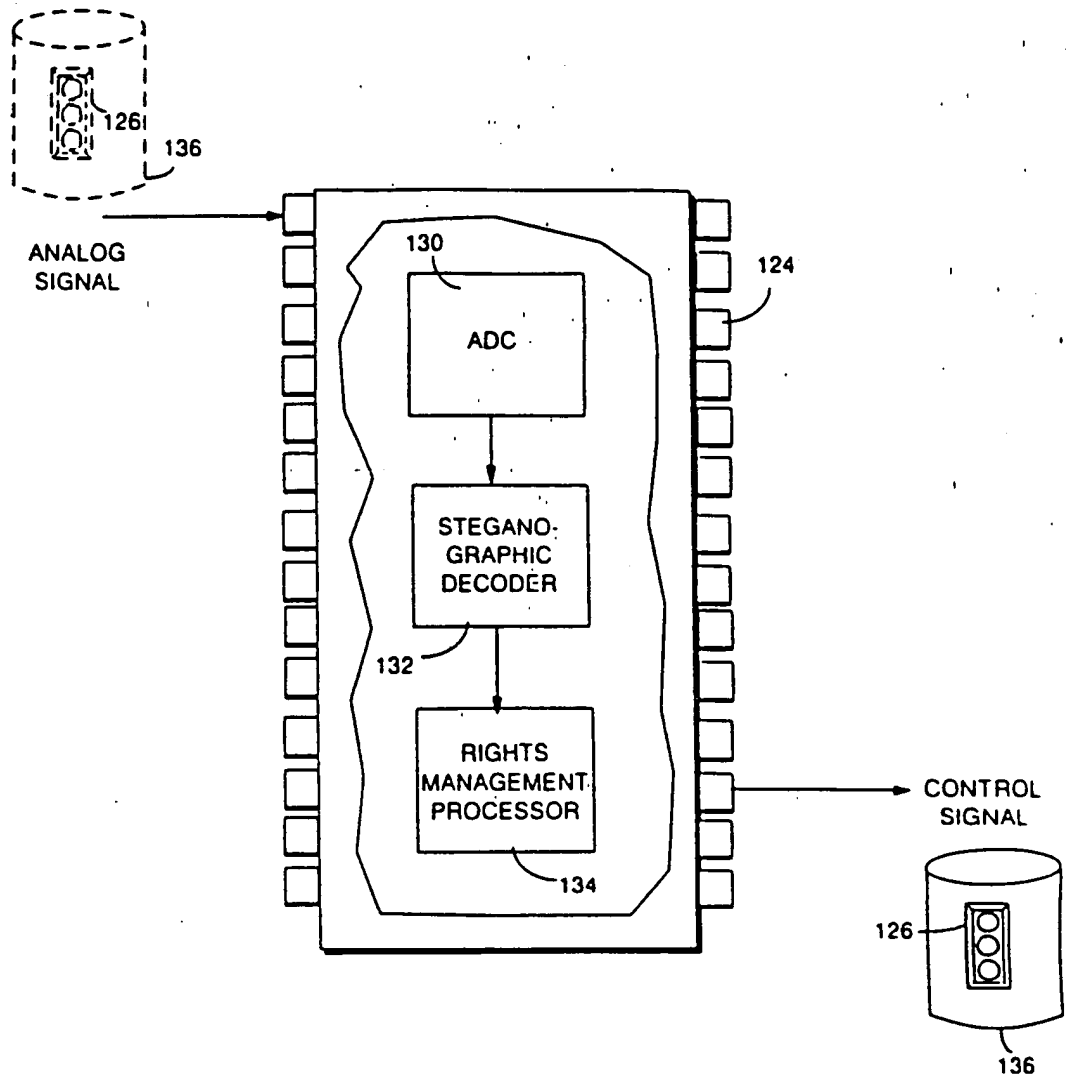 126
136
ANALOG
SIGNAL
130
ADC
124
STEGANO-
GRAPHIC
DECODER
132
RIGHTS
MANAGEMENT
PROCESSOR
134
CONTROL
SIGNAL
126
136